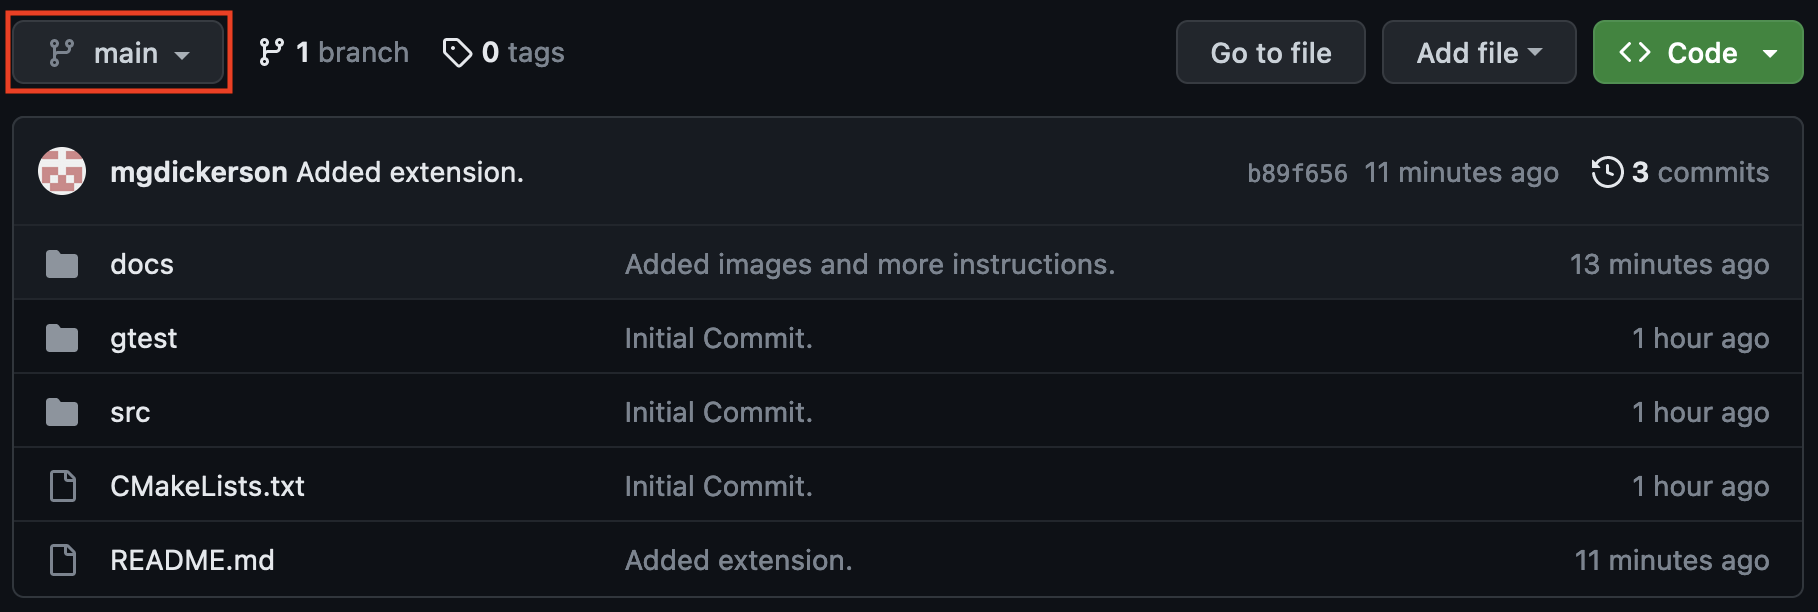 main 1 branch 0 tags Go to file Add file Code
mgdickerson Added extension. b89f656 11 minutes ago 3 commits
docs Added images and more instructions. 13 minutes ago
gtest Initial Commit. 1 hour ago
src Initial Commit. 1 hour ago
CMakeLists.txt Initial Commit. 1 hour ago
README.md Added extension. 11 minutes ago